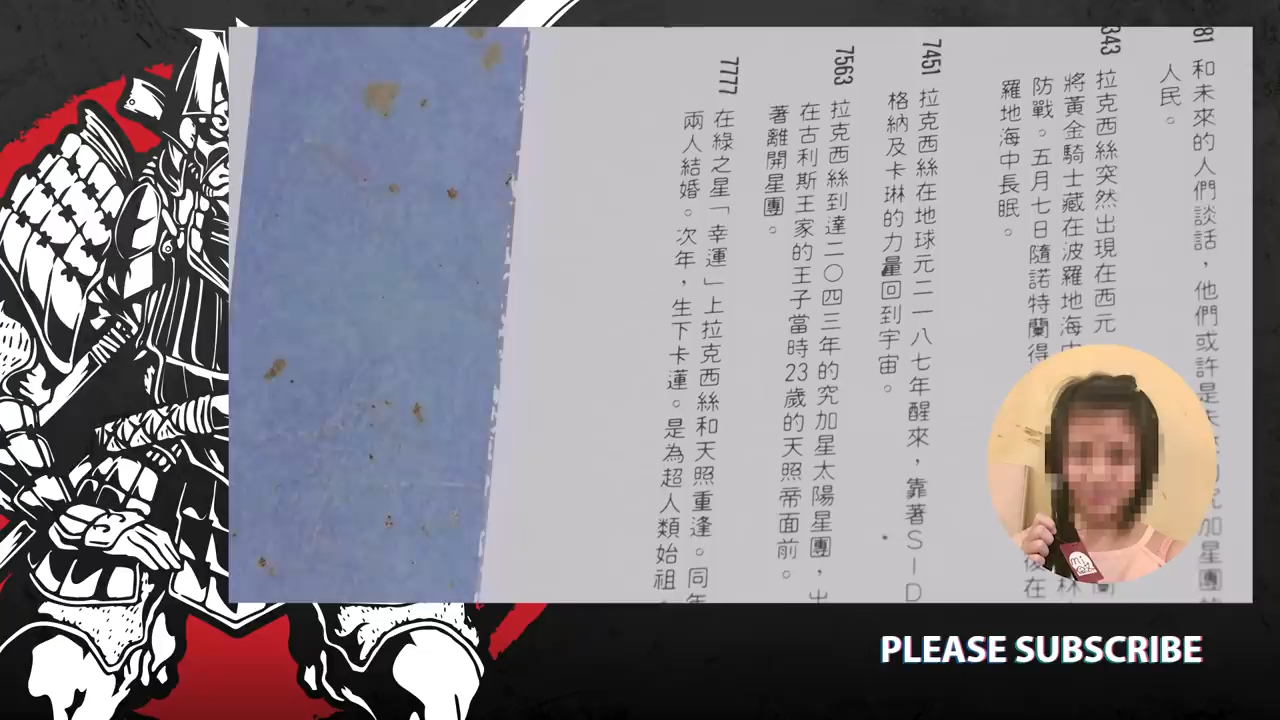 81 和未來的人們談話，他們或許是
加星團
人民。
343 拉克西絲突然出現在西元
將黃金騎士藏在波羅地海
防戰。五月七日隨諾特蘭得
在
羅地海中長眠。
7451 拉克西絲在地球元二一八七年醒來，靠著SID
格納及卡琳的力量回到宇宙。
7563 拉克西絲到達二〇四三年的究加星太陽星團，出
在古利斯王家的王子當時23歲的天照帝面前。
著離開星團。
7777 在綠之星「幸運」上拉克西絲和天照重逢。同年
兩人結婚。次年，生下卡蓮。是為超人類始祖。
PLEASE SUBSCRIBE